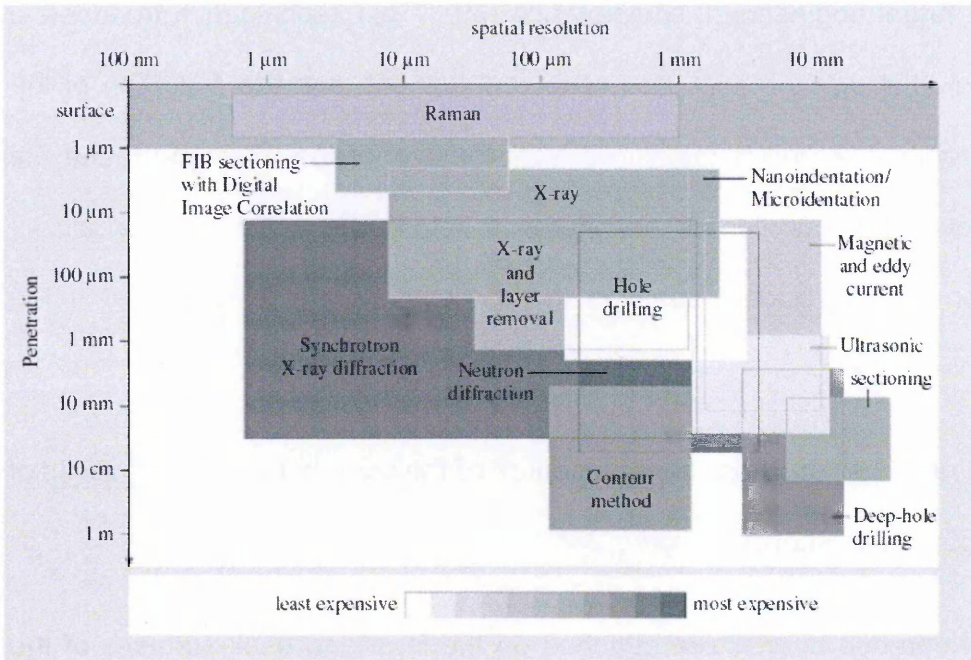 spatial resolution
100 nm 1 µm 10 µm 100 µm 1 mm 10 mm
surface
Raman
1 µm
FIB sectioning
with Digital
Image Correlation
X-ray
Nanoindentation/
Microidentation
10 µm
X-ray
and
layer
removal
Hole
drilling
Magnetic
and eddy
current
100 µm
Penetration
1 mm
Synchrotron
X-ray diffraction
Neutron
diffraction
Ultrasonic
sectioning
10 mm
10 cm
Contour
method
1 m
Deep-hole
drilling
least expensive most expensive